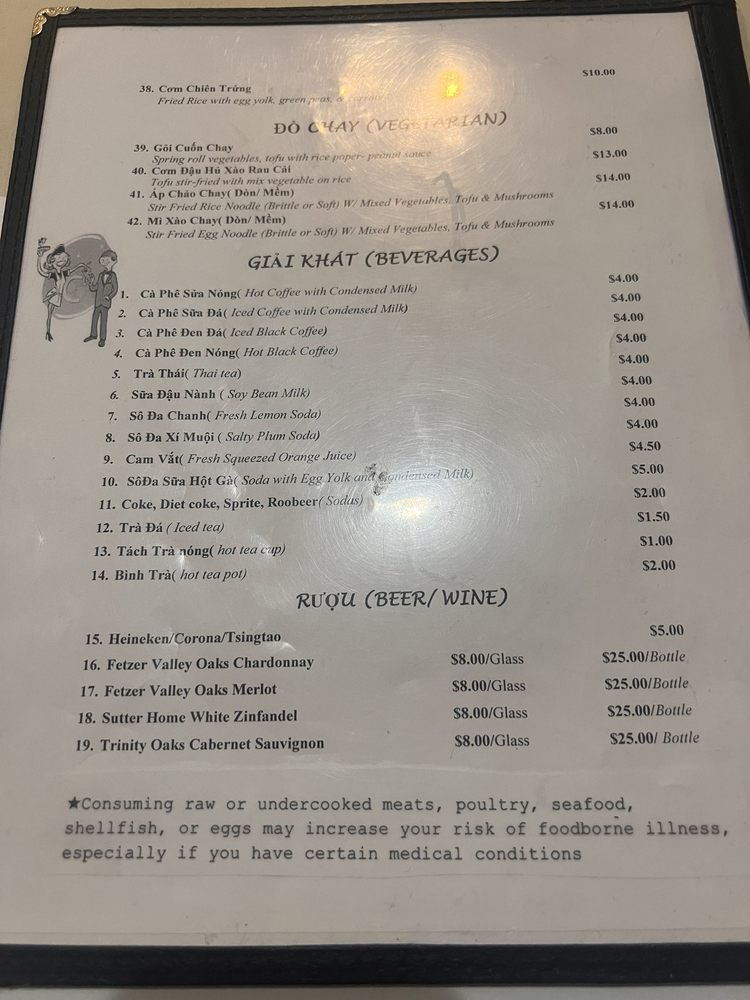 38. Cơm Chiên Trứng $10.00
Fried Rice with egg yolk, green peas, & carrots
ĐỒ CHAY (VEGETARIAN)
39. Gỏi Cuốn Chay $8.00
Spring roll vegetables, tofu with rice paper- peanut sauce
40. Cơm Đậu Hủ Xào Rau Cải $13.00
Tofu stir-fried with mix vegetable on rice
41. Áp Chảo Chay( Dòn/ Mềm) $14.00
Stir Fried Rice Noodle (Brittle or Soft) W/ Mixed Vegetables, Tofu & Mushrooms
42. Mì Xào Chay( Dòn/ Mềm) $14.00
Stir Fried Egg Noodle (Brittle or Soft) W/ Mixed Vegetables, Tofu & Mushrooms
GIẢI KHÁT (BEVERAGES)
1. Cà Phê Sữa Nóng( Hot Coffee with Condensed Milk) $4.00
2. Cà Phê Sữa Đá( Iced Coffee with Condensed Milk) $4.00
3. Cà Phê Đen Đá( Iced Black Coffee) $4.00
4. Cà Phê Đen Nóng( Hot Black Coffee) $4.00
5. Trà Thái( Thai tea) $4.00
6. Sữa Đậu Nành ( Soy Bean Milk) $4.00
7. Sô Đa Chanh( Fresh Lemon Soda) $4.00
8. Sô Đa Xí Muội ( Salty Plum Soda) $4.00
9. Cam Vắt( Fresh Squeezed Orange Juice) $4.50
10. SôĐa Sữa Hột Gà( Soda with Egg Yolk and Condensed Milk) $5.00
11. Coke, Diet coke, Sprite, Roobeer( Sodas) $2.00
12. Trà Đá ( Iced tea) $1.50
13. Tách Trà nóng( hot tea cup) $1.00
14. Bình Trà( hot tea pot) $2.00
RƯỢU (BEER/ WINE)
15. Heineken/Corona/Tsingtao $5.00
16. Fetzer Valley Oaks Chardonnay $8.00/Glass $25.00/Bottle
17. Fetzer Valley Oaks Merlot $8.00/Glass $25.00/Bottle
18. Sutter Home White Zinfandel $8.00/Glass $25.00/Bottle
19. Trinity Oaks Cabernet Sauvignon $8.00/Glass $25.00/ Bottle
★Consuming raw or undercooked meats, poultry, seafood,
shellfish, or eggs may increase your risk of foodborne illness,
especially if you have certain medical conditions